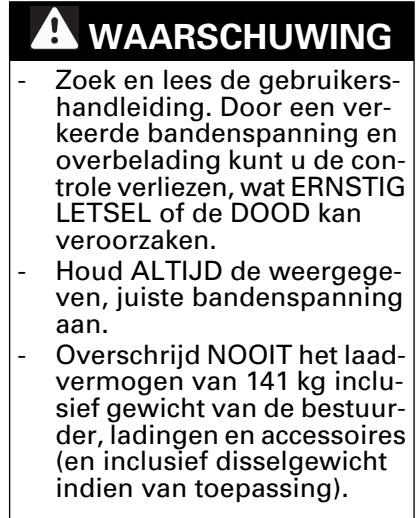 WAARSCHUWING
- Zoek en lees de gebruikers-
handleiding. Door een ver-
keerde bandenspanning en
overbelading kunt u de con-
trole verliezen, wat ERNSTIG
LETSEL of de DOOD kan
veroorzaken.
- Houd ALTIJD de weergege-
ven, juiste bandenspanning
aan.
- Overschrijd NOOIT het laad-
vermogen van 141 kg inclu-
sief gewicht van de bestuur-
der, ladingen en accessoires
(en inclusief disselgewicht
indien van toepassing).